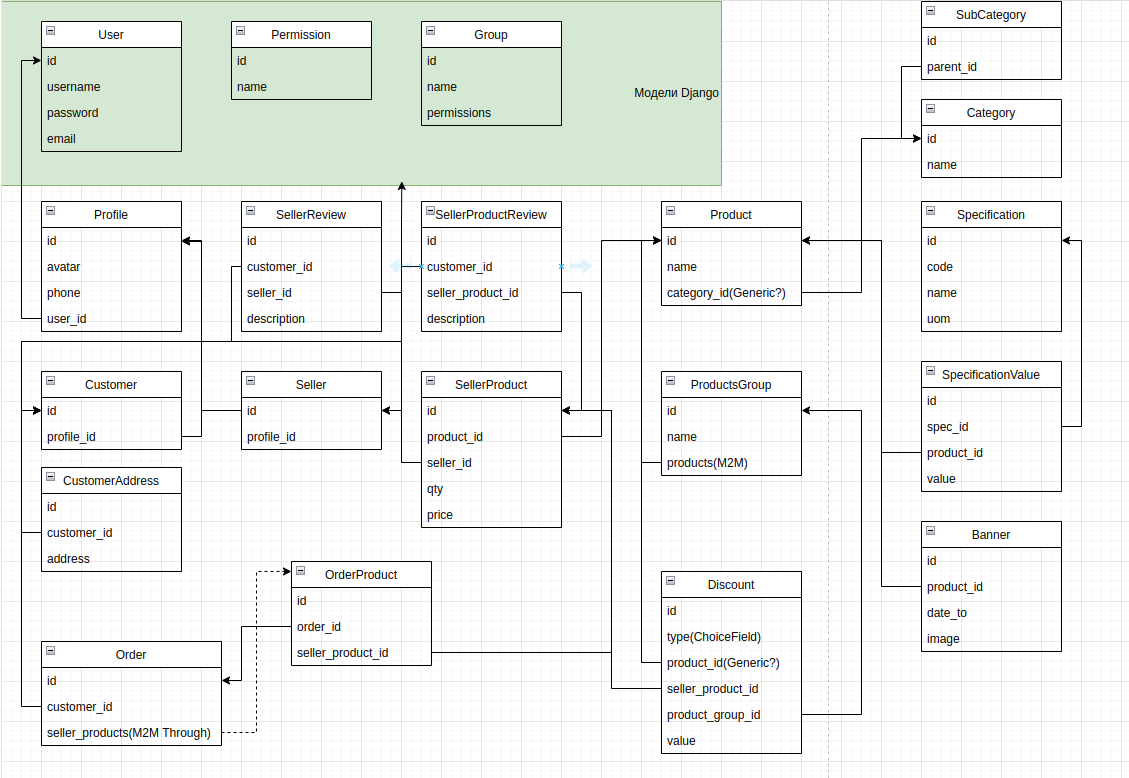 User
id
username
password
email
Permission
id
name
Group
id
name
permissions
Модели Django
SubCategory
id
parent_id
Category
id
name
Profile
id
avatar
phone
user_id
SellerReview
id
customer_id
seller_id
description
SellerProductReview
id
customer_id
seller_product_id
description
Product
id
name
category_id(Generic?)
Specification
id
code
name
uom
Customer
id
profile_id
Seller
id
profile_id
SellerProduct
id
product_id
seller_id
qty
price
ProductsGroup
id
name
products(M2M)
SpecificationValue
id
spec_id
product_id
value
CustomerAddress
id
customer_id
address
OrderProduct
id
order_id
seller_product_id
Discount
id
type(ChoiceField)
product_id(Generic?)
seller_product_id
product_group_id
value
Banner
id
product_id
date_to
image
Order
id
customer_id
seller_products(M2M Through)